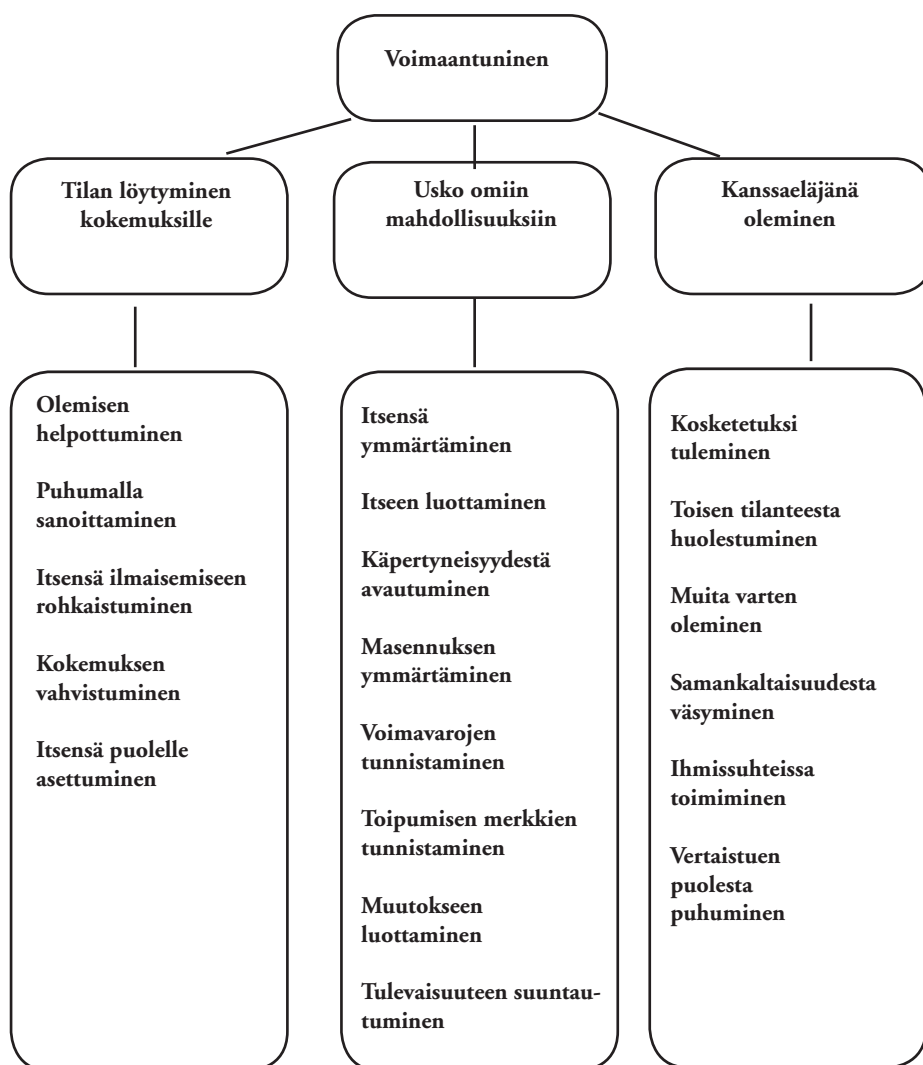 Voimaantuninen
Tilan löytyminen
kokemuksille
Usko omiin
mahdollisuuksiin
Kanssaeläjänä
oleminen
Olemisen
helpottuminen
Puhumalla
sanoittaminen
Itsensä ilmaisemiseen
rohkaistuminen
Kokemuksen
vahvistuminen
Itsensä puolelle
asettuminen
Itsensä
ymmärtäminen
Itseen luottaminen
Käpertyneisyydestä
avautuminen
Masennuksen
ymmärtäminen
Voimavarojen
tunnistaminen
Toipumisen merkkien
tunnistaminen
Muutokseen
luottaminen
Tulevaisuuteen suuntau-
tuminen
Kosketetuksi
tuleminen
Toisen tilanteesta
huolestuminen
Muita varten
oleminen
Samankaltaisuudesta
väsyminen
Ihmissuhteissa
toimiminen
Vertaistuen
puolesta
puhuminen